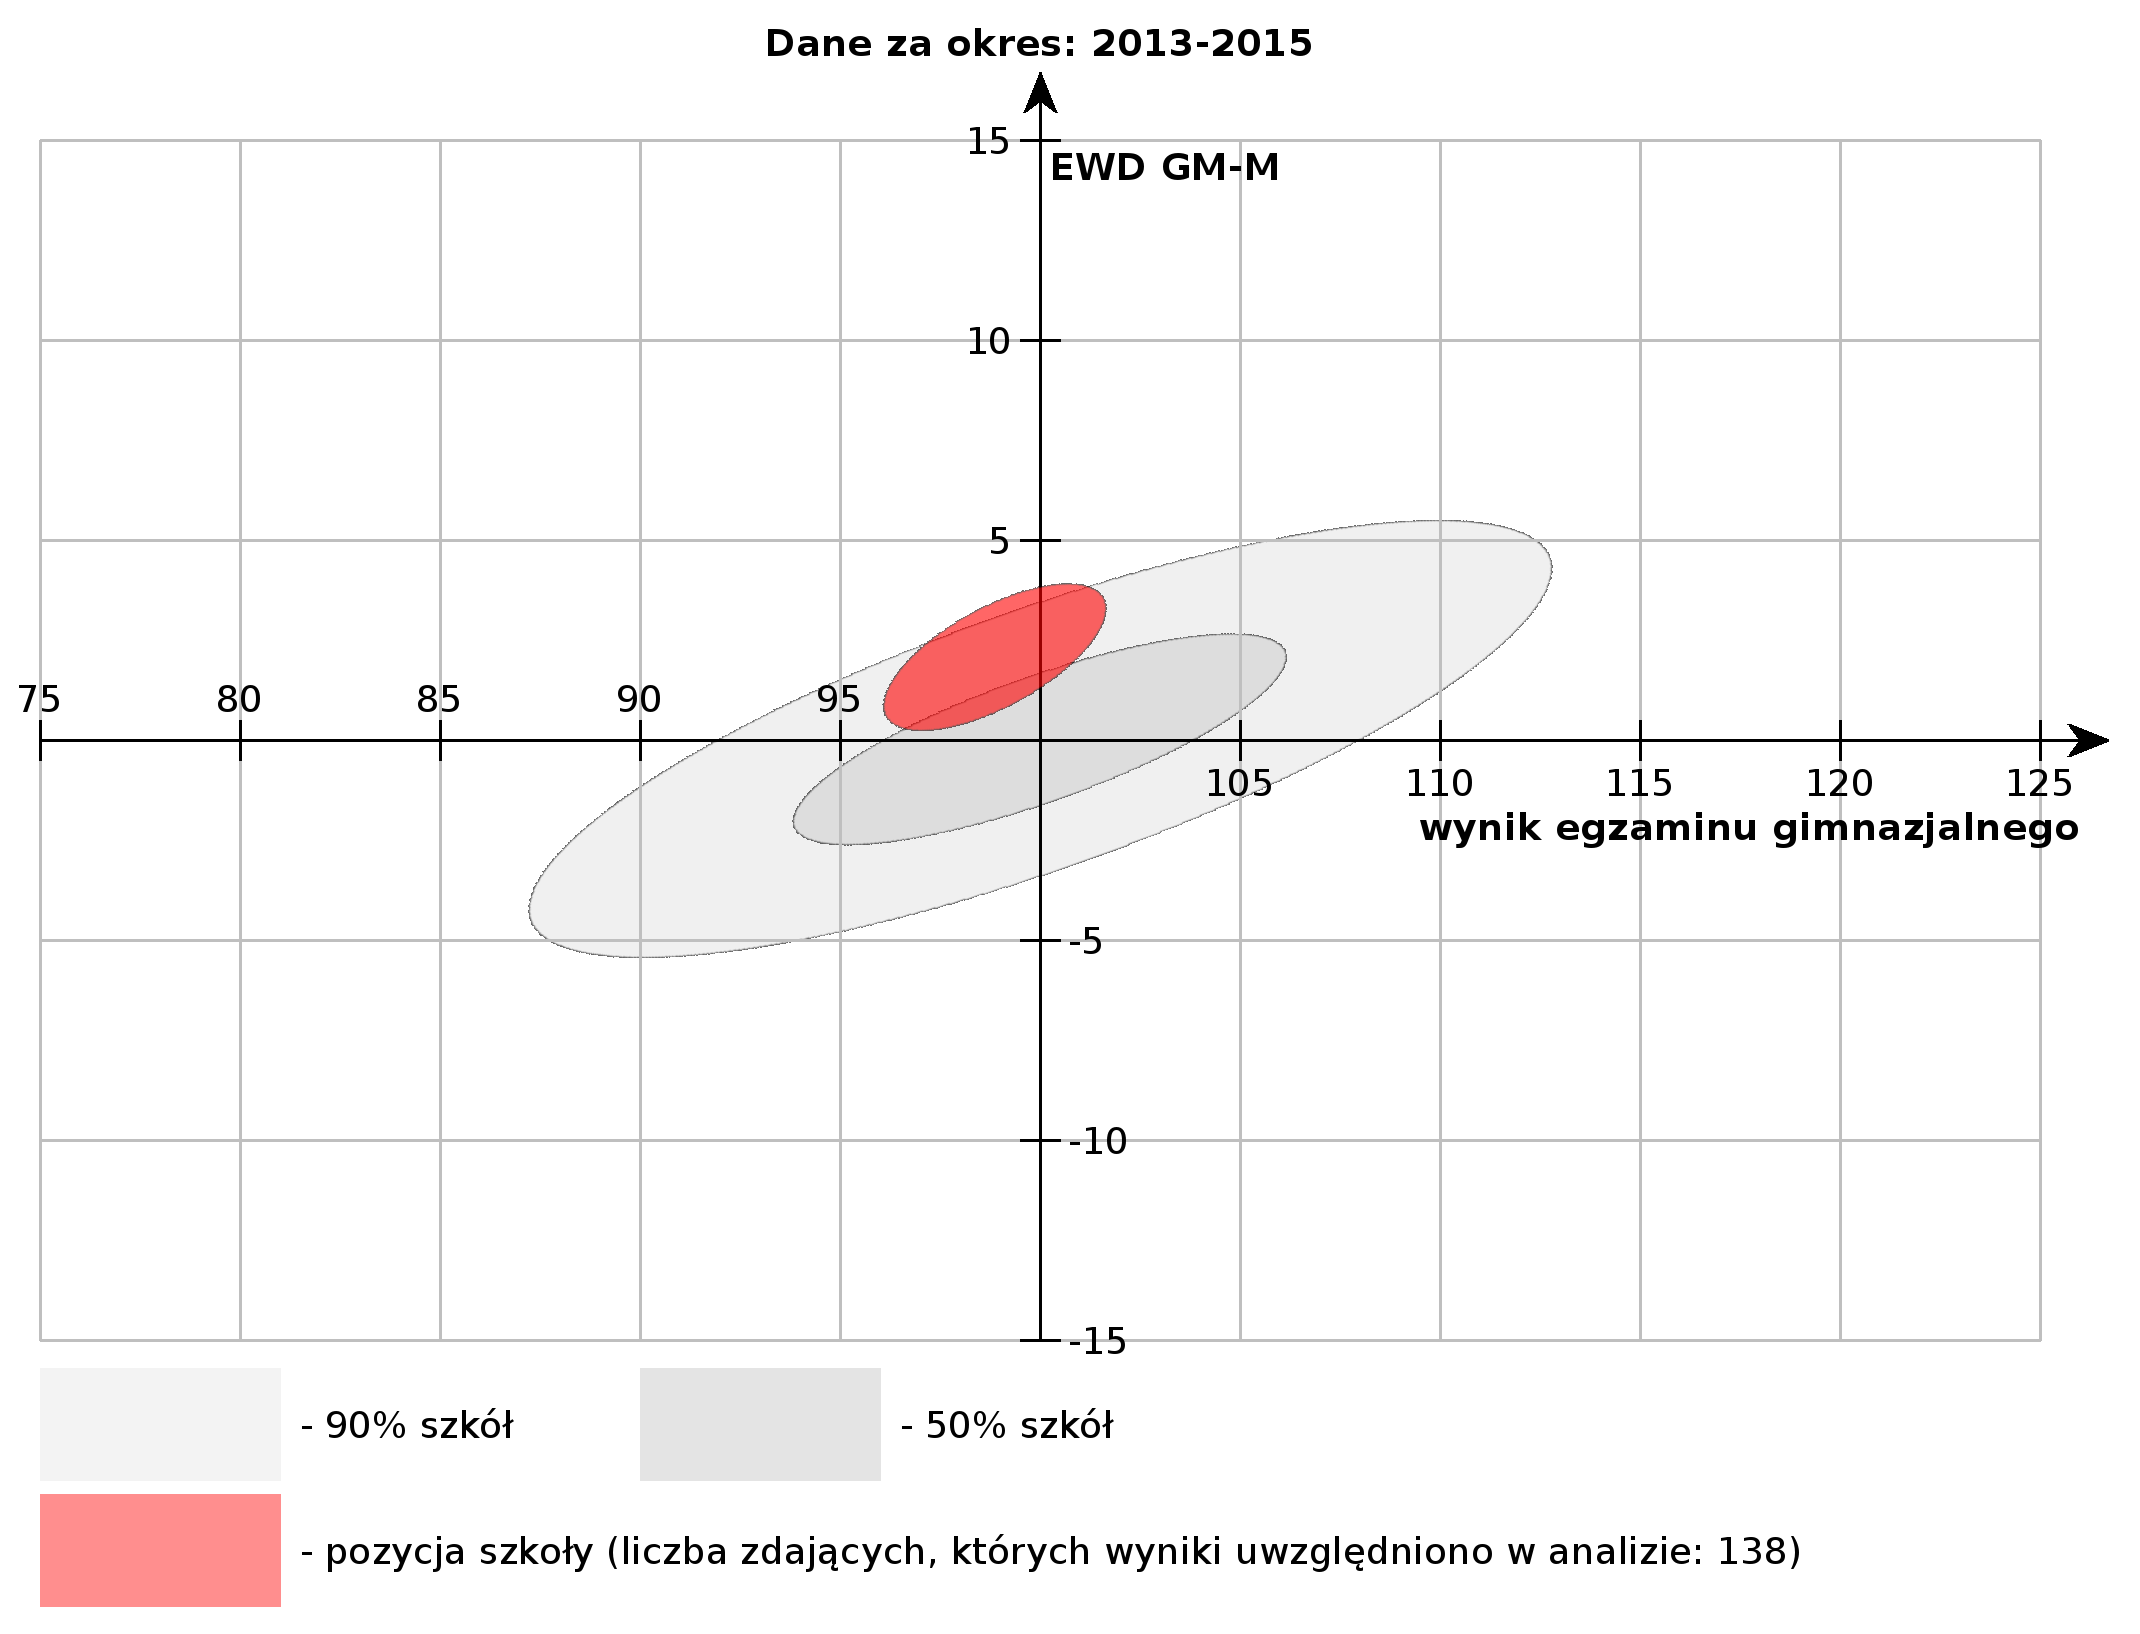 Dane za okres: 2013-2015
15
EWD GM-M
10
5
75 80 85 90 95
105 110 115 120 125
wynik egzaminu gimnazjalnego
-5
-10
-15
- 90% szkół - 50% szkół
- pozycja szkoły (liczba zdających, których wyniki uwzględniono w analizie: 138)